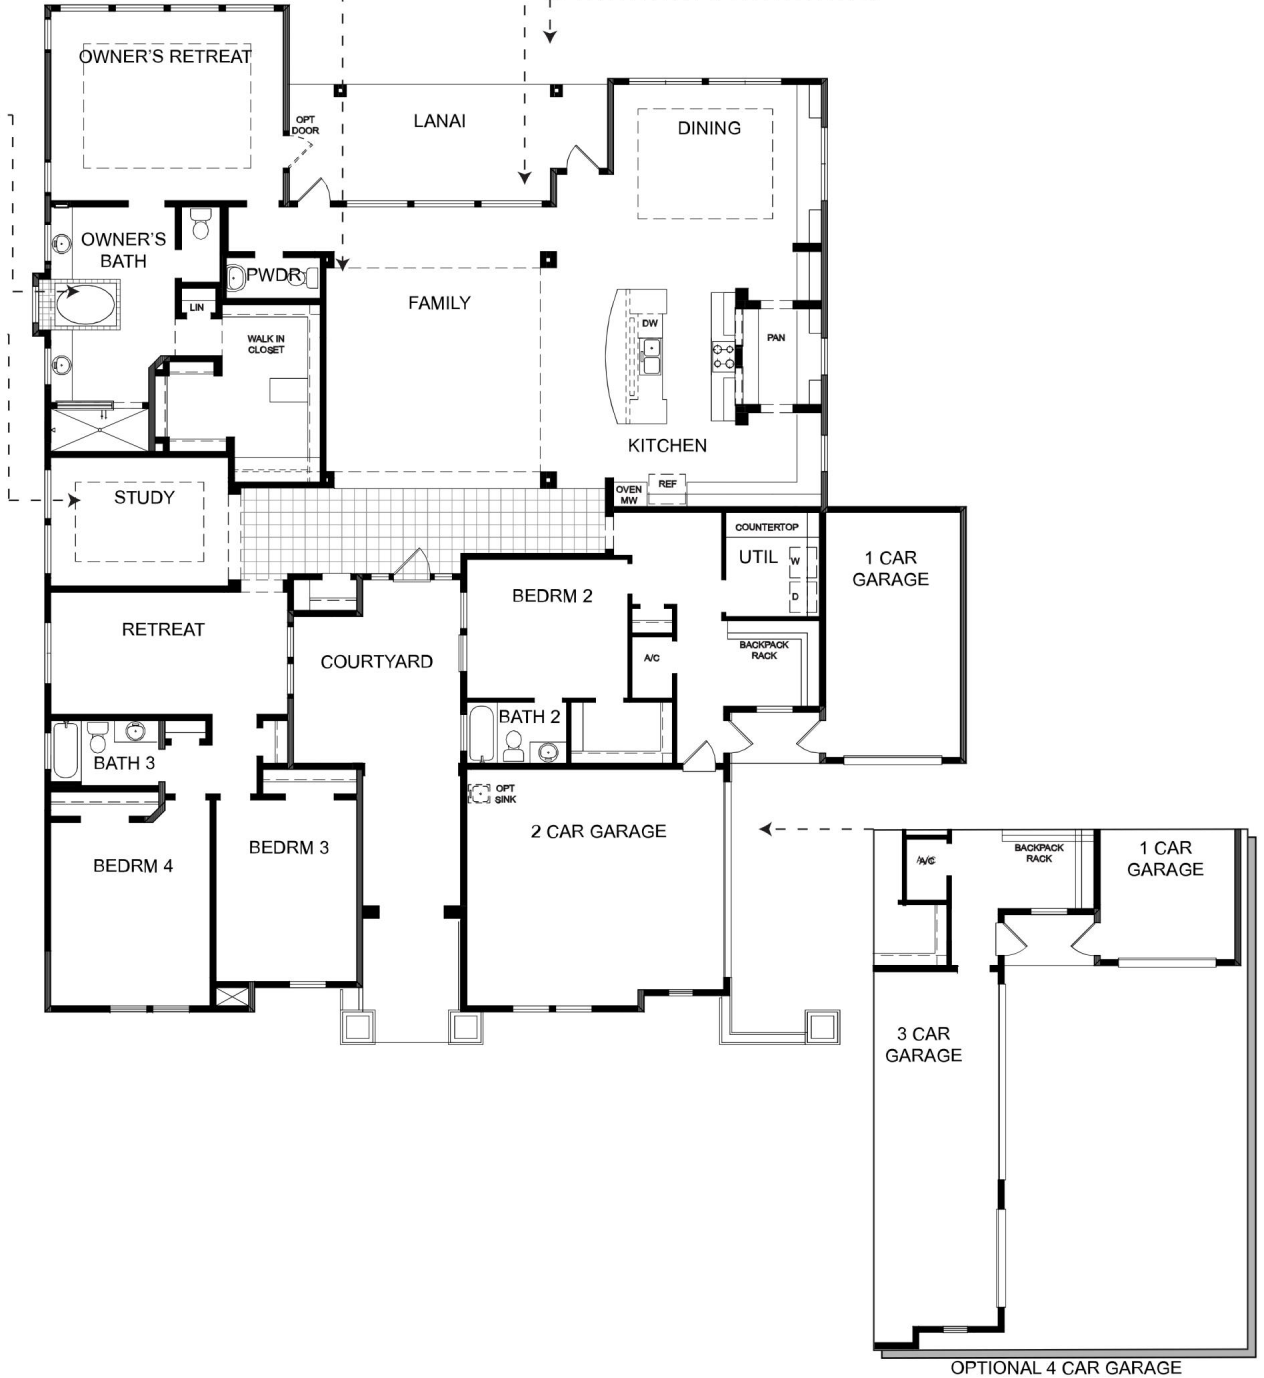 OWNER'S RETREAT
OPT
DOOR
LANAI
DINING
OWNER'S
BATH
PWDR
LIN
WALK IN
CLOSET
FAMILY
DW
PAN
KITCHEN
OVEN
MW
REF
STUDY
COUNTERTOP
UTIL
W
D
1 CAR
GARAGE
BEDRM 2
RETREAT
COURTYARD
A/C
BACKPACK
RACK
BATH 2
BATH 3
OPT
SINK
2 CAR GARAGE
BEDRM 3
BEDRM 4
A/C
BACKPACK
RACK
1 CAR
GARAGE
3 CAR
GARAGE
OPTIONAL 4 CAR GARAGE